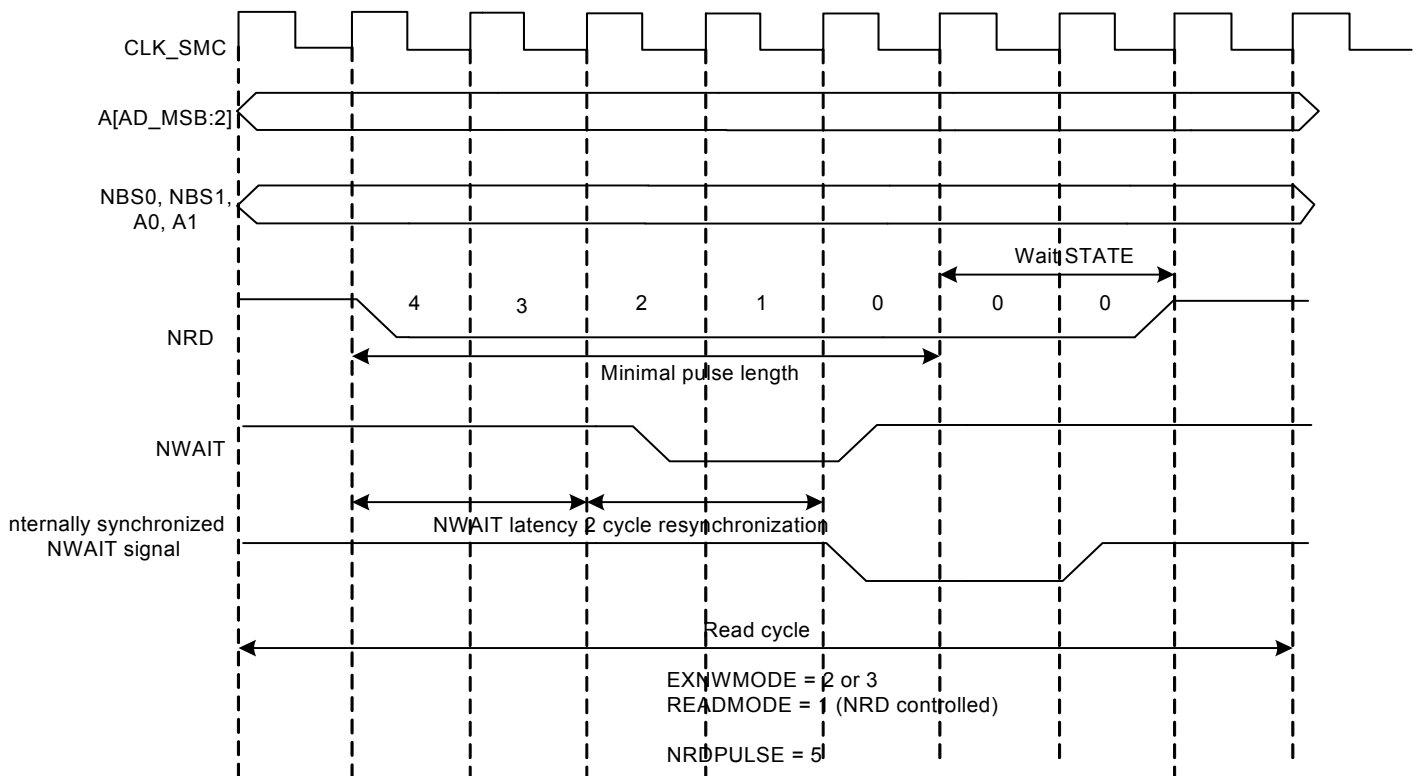 CLK_SMC
A[AD_MSB:2]
NBS0, NBS1,
A0, A1
Wait STATE
4 3 2 1 0 0 0
NRD
Minimal pulse length
NWAIT
NWAIT latency 2 cycle resynchronization
nternally synchronized
NWAIT signal
Read cycle
EXNWMODE = 2 or 3
READMODE = 1 (NRD controlled)
NRDPULSE = 5